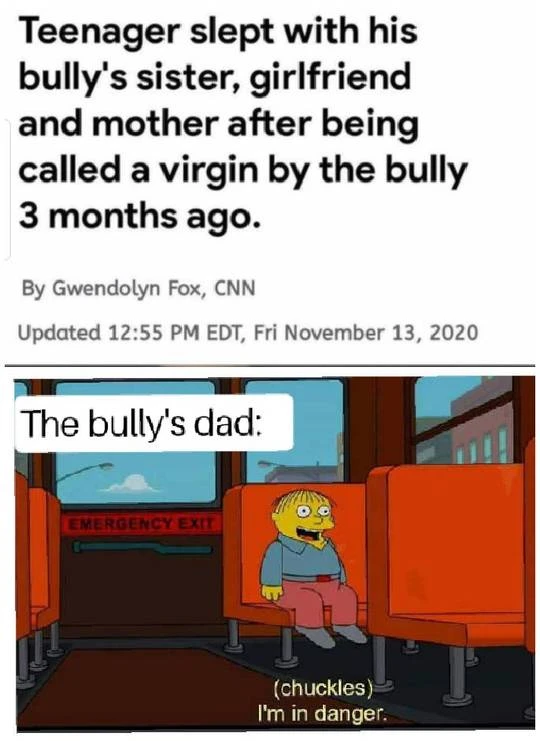 Teenager slept with his
bully's sister, girlfriend
and mother after being
called a virgin by the bully
3 months ago.
By Gwendolyn Fox, CNN
Updated 12:55 PM EDT, Fri November 13, 2020
The bully's dad:
EMERGENCY EXIT
(chuckles)
I'm in danger.